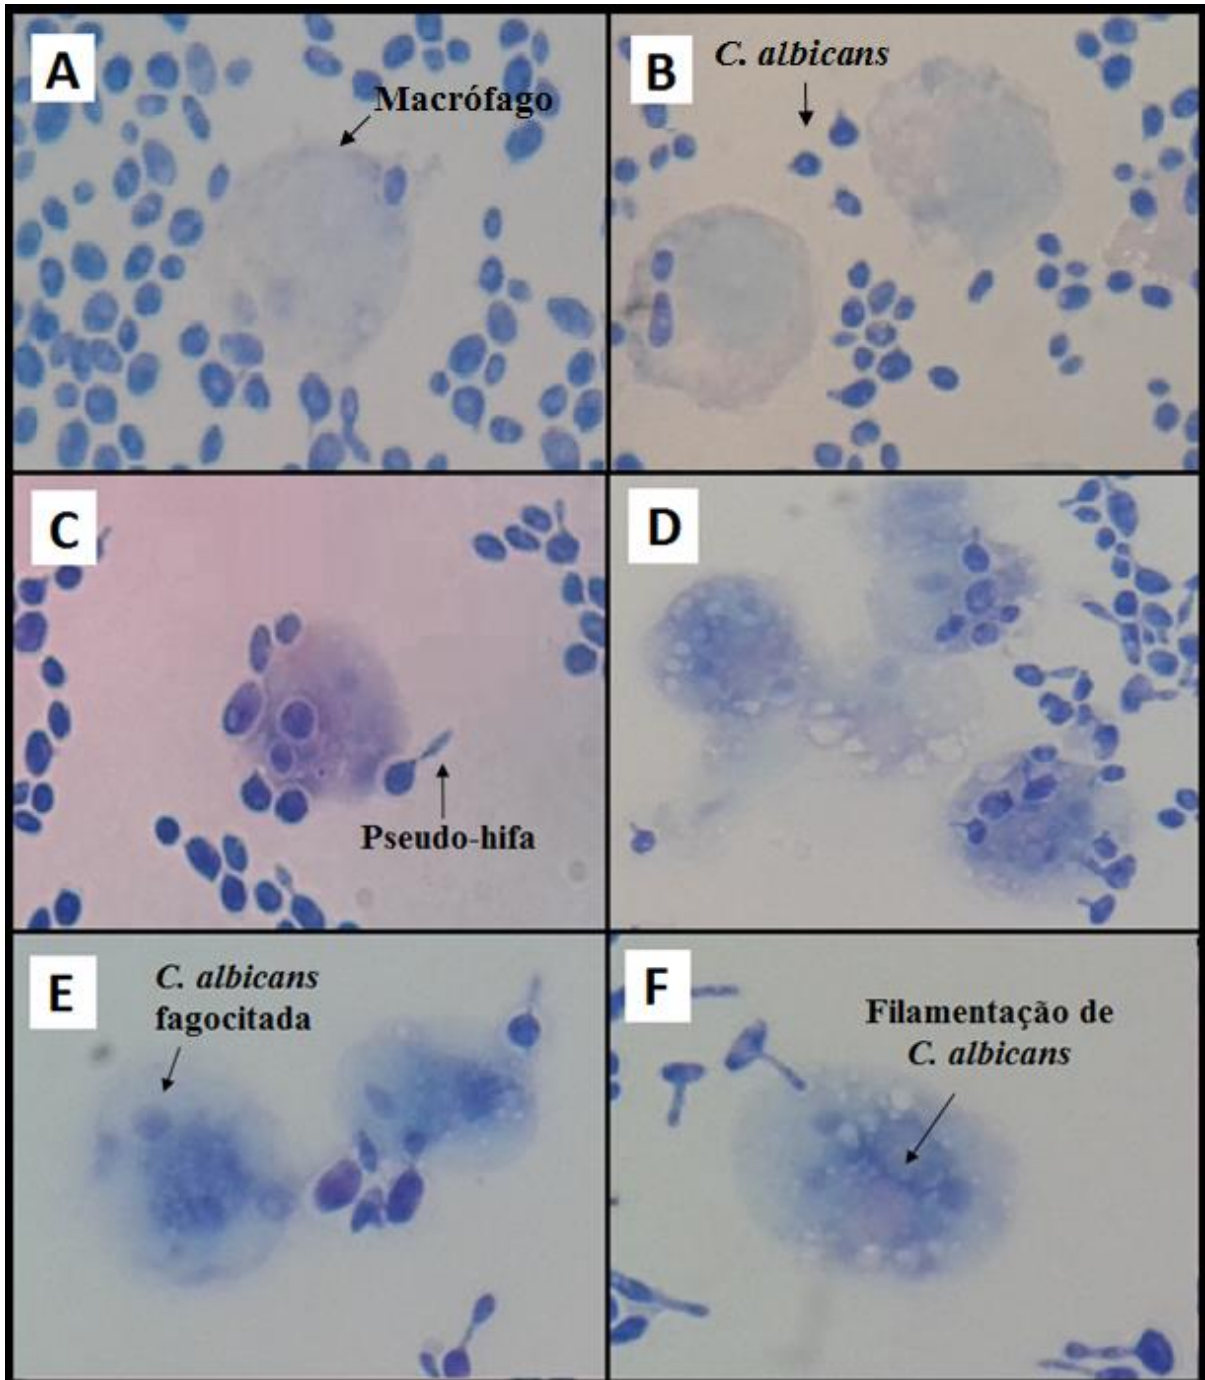 A
Macrófago
B
C. albicans
C
Pseudo-hifa
D
E
C. albicans
fagocitada
F
Filamentação de
C. albicans